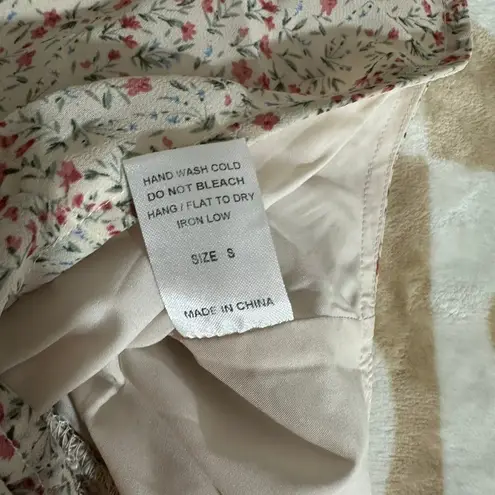 HAND WASH COLD
DO NOT BLEACH
HANG / FLAT TO DRY
IRON LOW
SIZE S
MADE IN CHINA